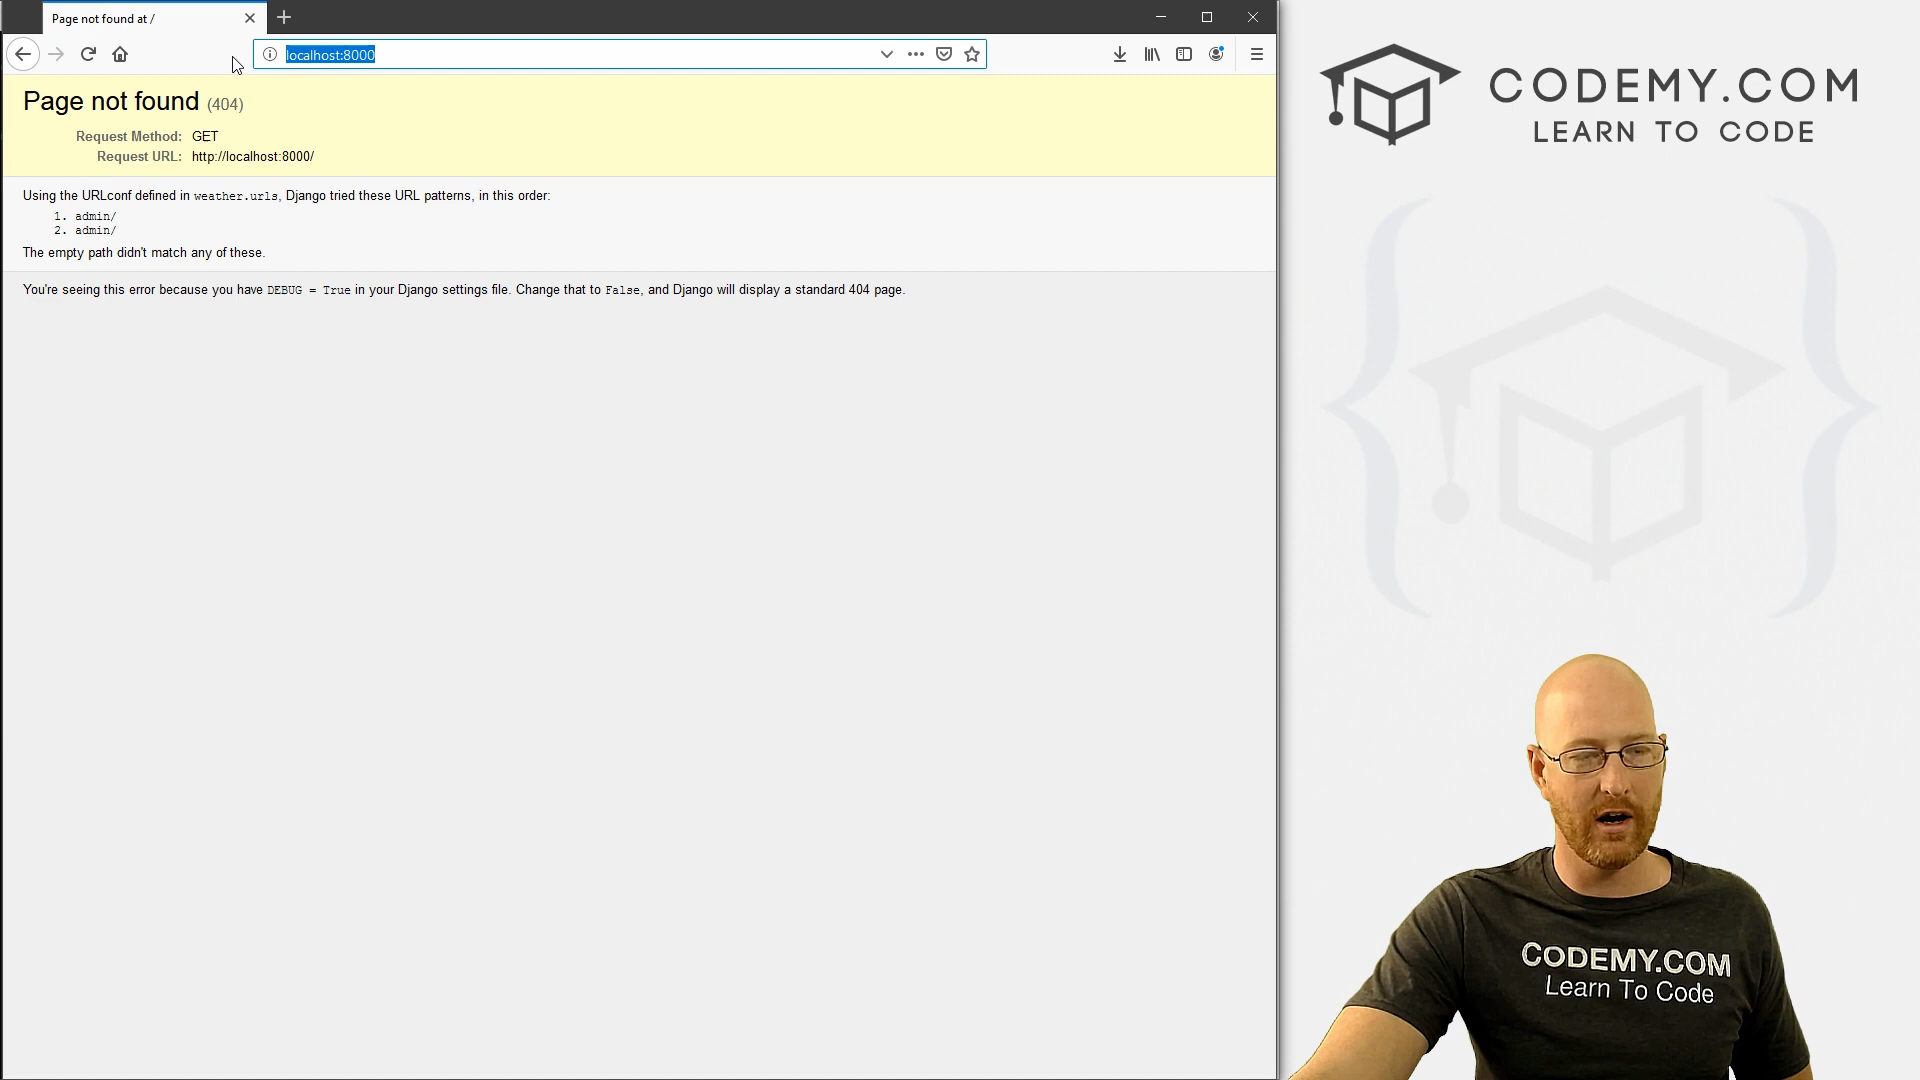 Page not found at /
localhost:8000
Page not found (404)
Request Method: GET
Request URL: http://localhost:8000/
Using the URLconf defined in weather.urls, Django tried these URL patterns, in this order:
1. admin/
2. admin/
The empty path didn't match any of these.
You're seeing this error because you have DEBUG = True in your Django settings file. Change that to False, and Django will display a standard 404 page.
CODEMY.COM
LEARN TO CODE
CODEMY.COM
Learn To Code